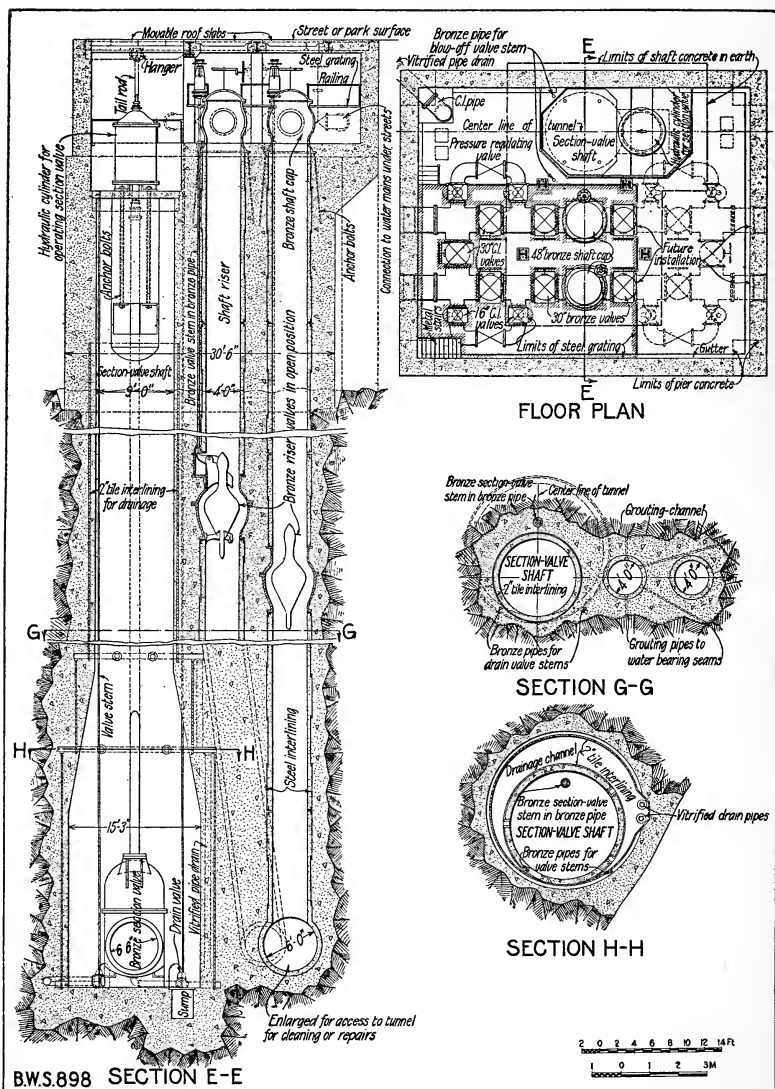 Movable roof slabs
Street or park surface
Hanger
Tail rod
Steel grating
Railing
Hydraulic cylinder for
operating section valve
Anchor bolts
Bronze valve stem in bronze pipe
Shaft riser
Bronze shaft cap
Anchor bolts
Connection to water mains under streets
Section-valve shaft
9'-0"
30'-6"
4'-0"
Bronze riser valves in open position
2" tile interlining
for drainage
G
G
Valve stem
H
H
Steel interlining
15'-3"
Bronze section valve
6'6"
Drain valve
Vitrified pipe drain
Sump
6'-0"
Enlarged for access to tunnel
for cleaning or repairs
B.W.S.898
SECTION E-E
Bronze pipe for
blow-off valve stem
E
Limits of shaft concrete in earth
Vitrified pipe drain
C.I. pipe
Center line of
Pressure regulating
valve
tunnel
Section-valve
shaft
Hydraulic cylinder
for section valve
30" C.I.
valves
48" bronze shaft cap
Future
installation
16" C.I.
valves
30" bronze valves
Metal
stairs
Limits of steel grating
Gutter
E
Limits of pier concrete
FLOOR PLAN
Bronze section-valve
stem in bronze pipe
Center line of tunnel
Grouting-channel
SECTION-VALVE
SHAFT
2" tile interlining
4'-0"
4'-0"
Bronze pipes for
drain valve stems
Grouting pipes to
water bearing seams
SECTION G-G
Drainage channel
2" tile interlining
Bronze section-valve
stem in bronze pipe
SECTION-VALVE SHAFT
Vitrified drain pipes
Bronze pipes for
valve stems
SECTION H-H
2 0 2 4 6 8 10 12 14 Ft
1 0 1 2 3M